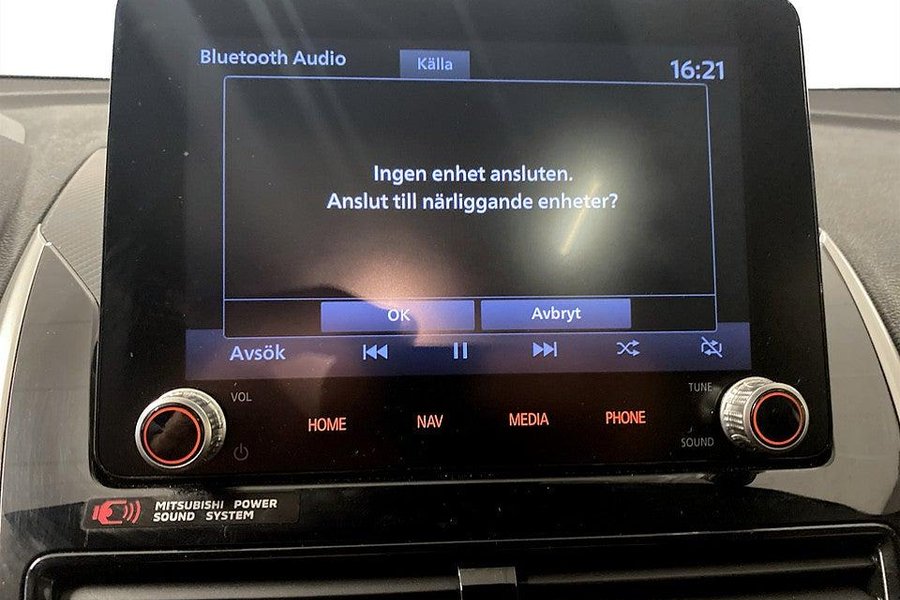 Bluetooth Audio
Källa
16:21
Ingen enhet ansluten.
Anslut till närliggande enheter?
OK
Avbryt
Avsök
VOL
TUNE
HOME
NAV
MEDIA
PHONE
SOUND
MITSUBISHI POWER
SOUND SYSTEM